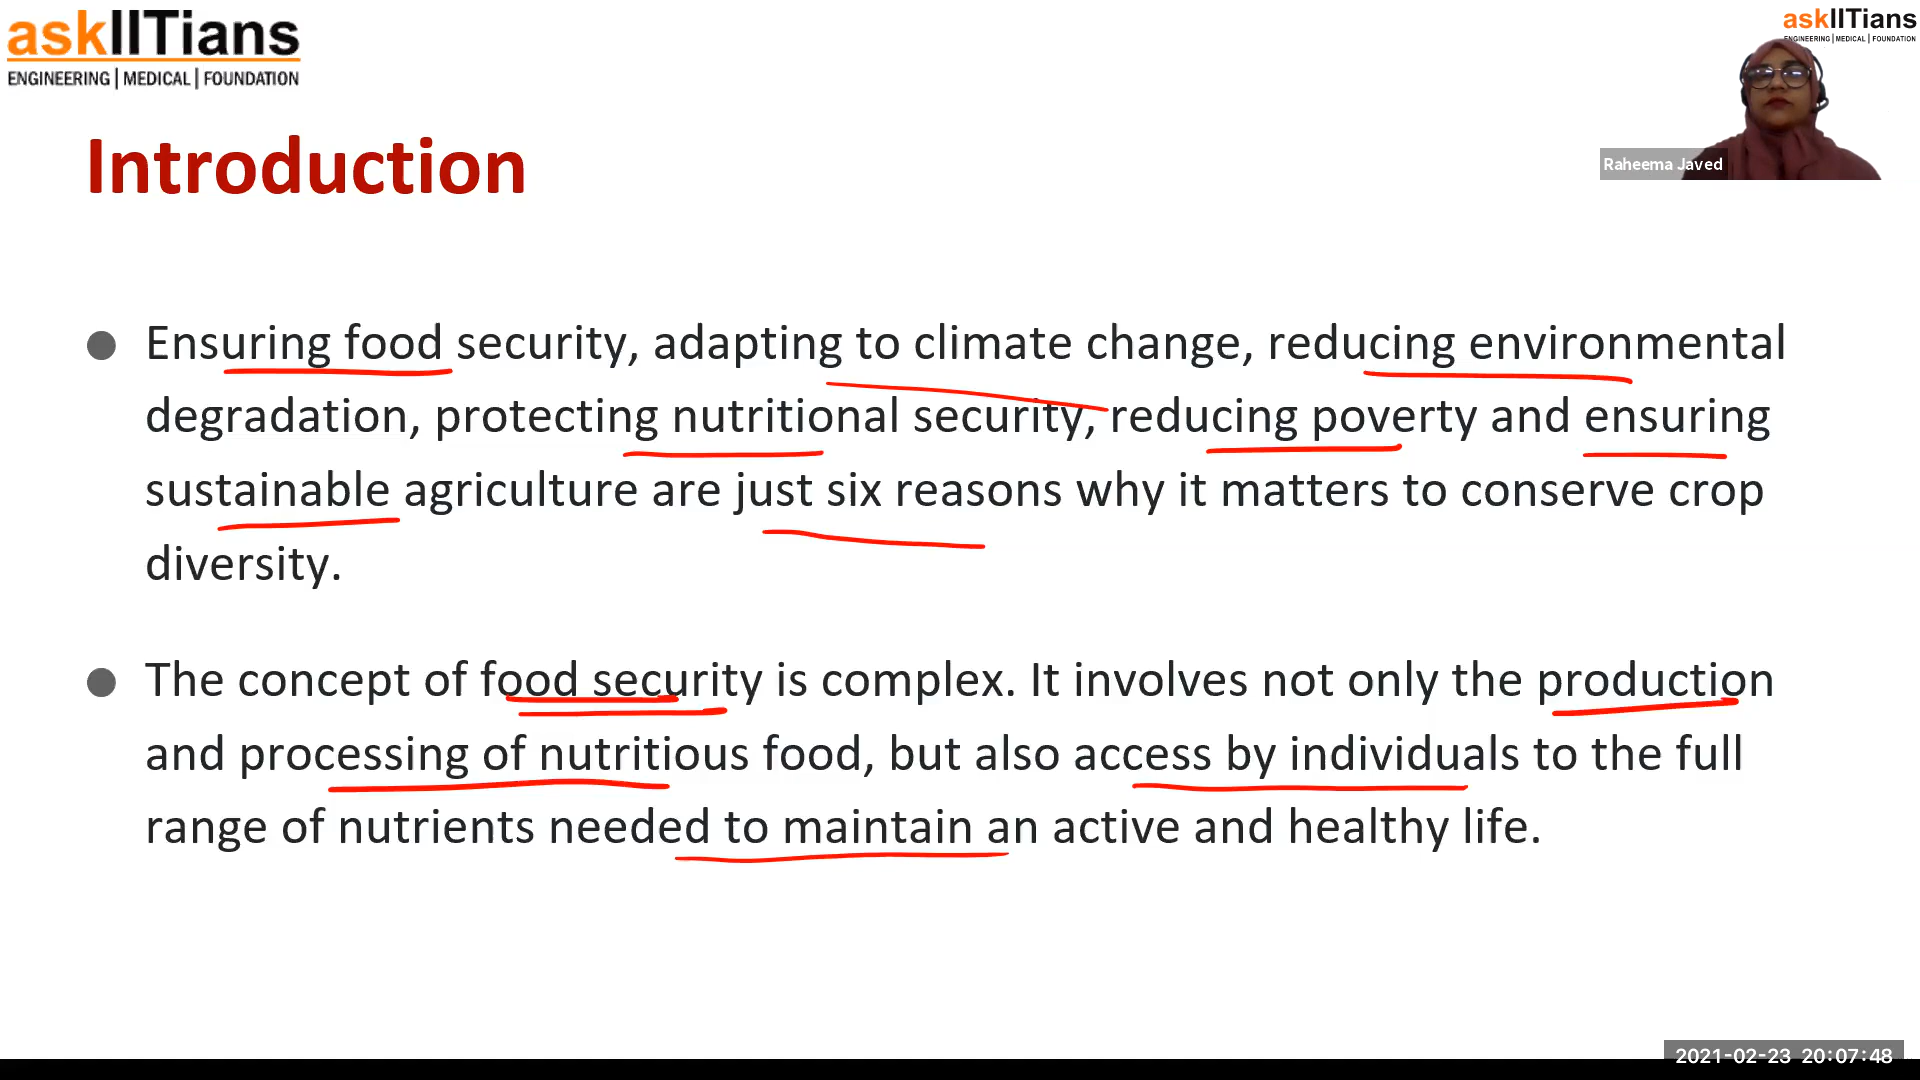 askIITians
ENGINEERING | MEDICAL | FOUNDATION
askIITians
ENGINEERING | MEDICAL | FOUNDATION
Raheema Javed
Introduction
Ensuring food security, adapting to climate change, reducing environmental
degradation, protecting nutritional security, reducing poverty and ensuring
sustainable agriculture are just six reasons why it matters to conserve crop
diversity.
The concept of food security is complex. It involves not only the production
and processing of nutritious food, but also access by individuals to the full
range of nutrients needed to maintain an active and healthy life.
2021-02-23 20:07:48